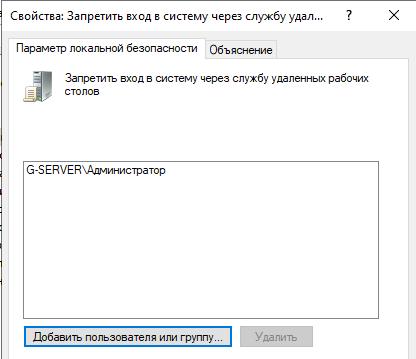 Свойства: Запретить вход в систему через службу удал...
Параметр локальной безопасности
Объяснение
Запретить вход в систему через службу удаленных рабочих
столов
G-SERVER\Администратор
Добавить пользователя или группу...
Удалить